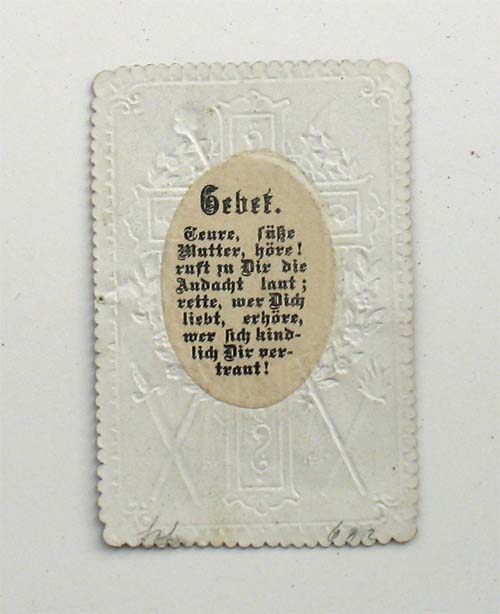 Gebet.
Teure, süße
Mutter, höre!
ruft zu Dir die
Andacht laut;
rette, wer Dich
liebt, erhöre,
wer sich kind-
lich Dir ver-
traut!